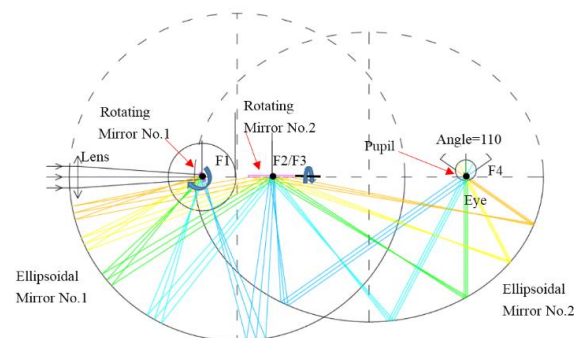 Rotating
Mirror No.1
Rotating
Mirror No.2
Lens
F1
F2/F3
Pupil
Angle=110
F4
Eye
Ellipsoidal
Mirror No.1
Ellipsoidal
Mirror No.2